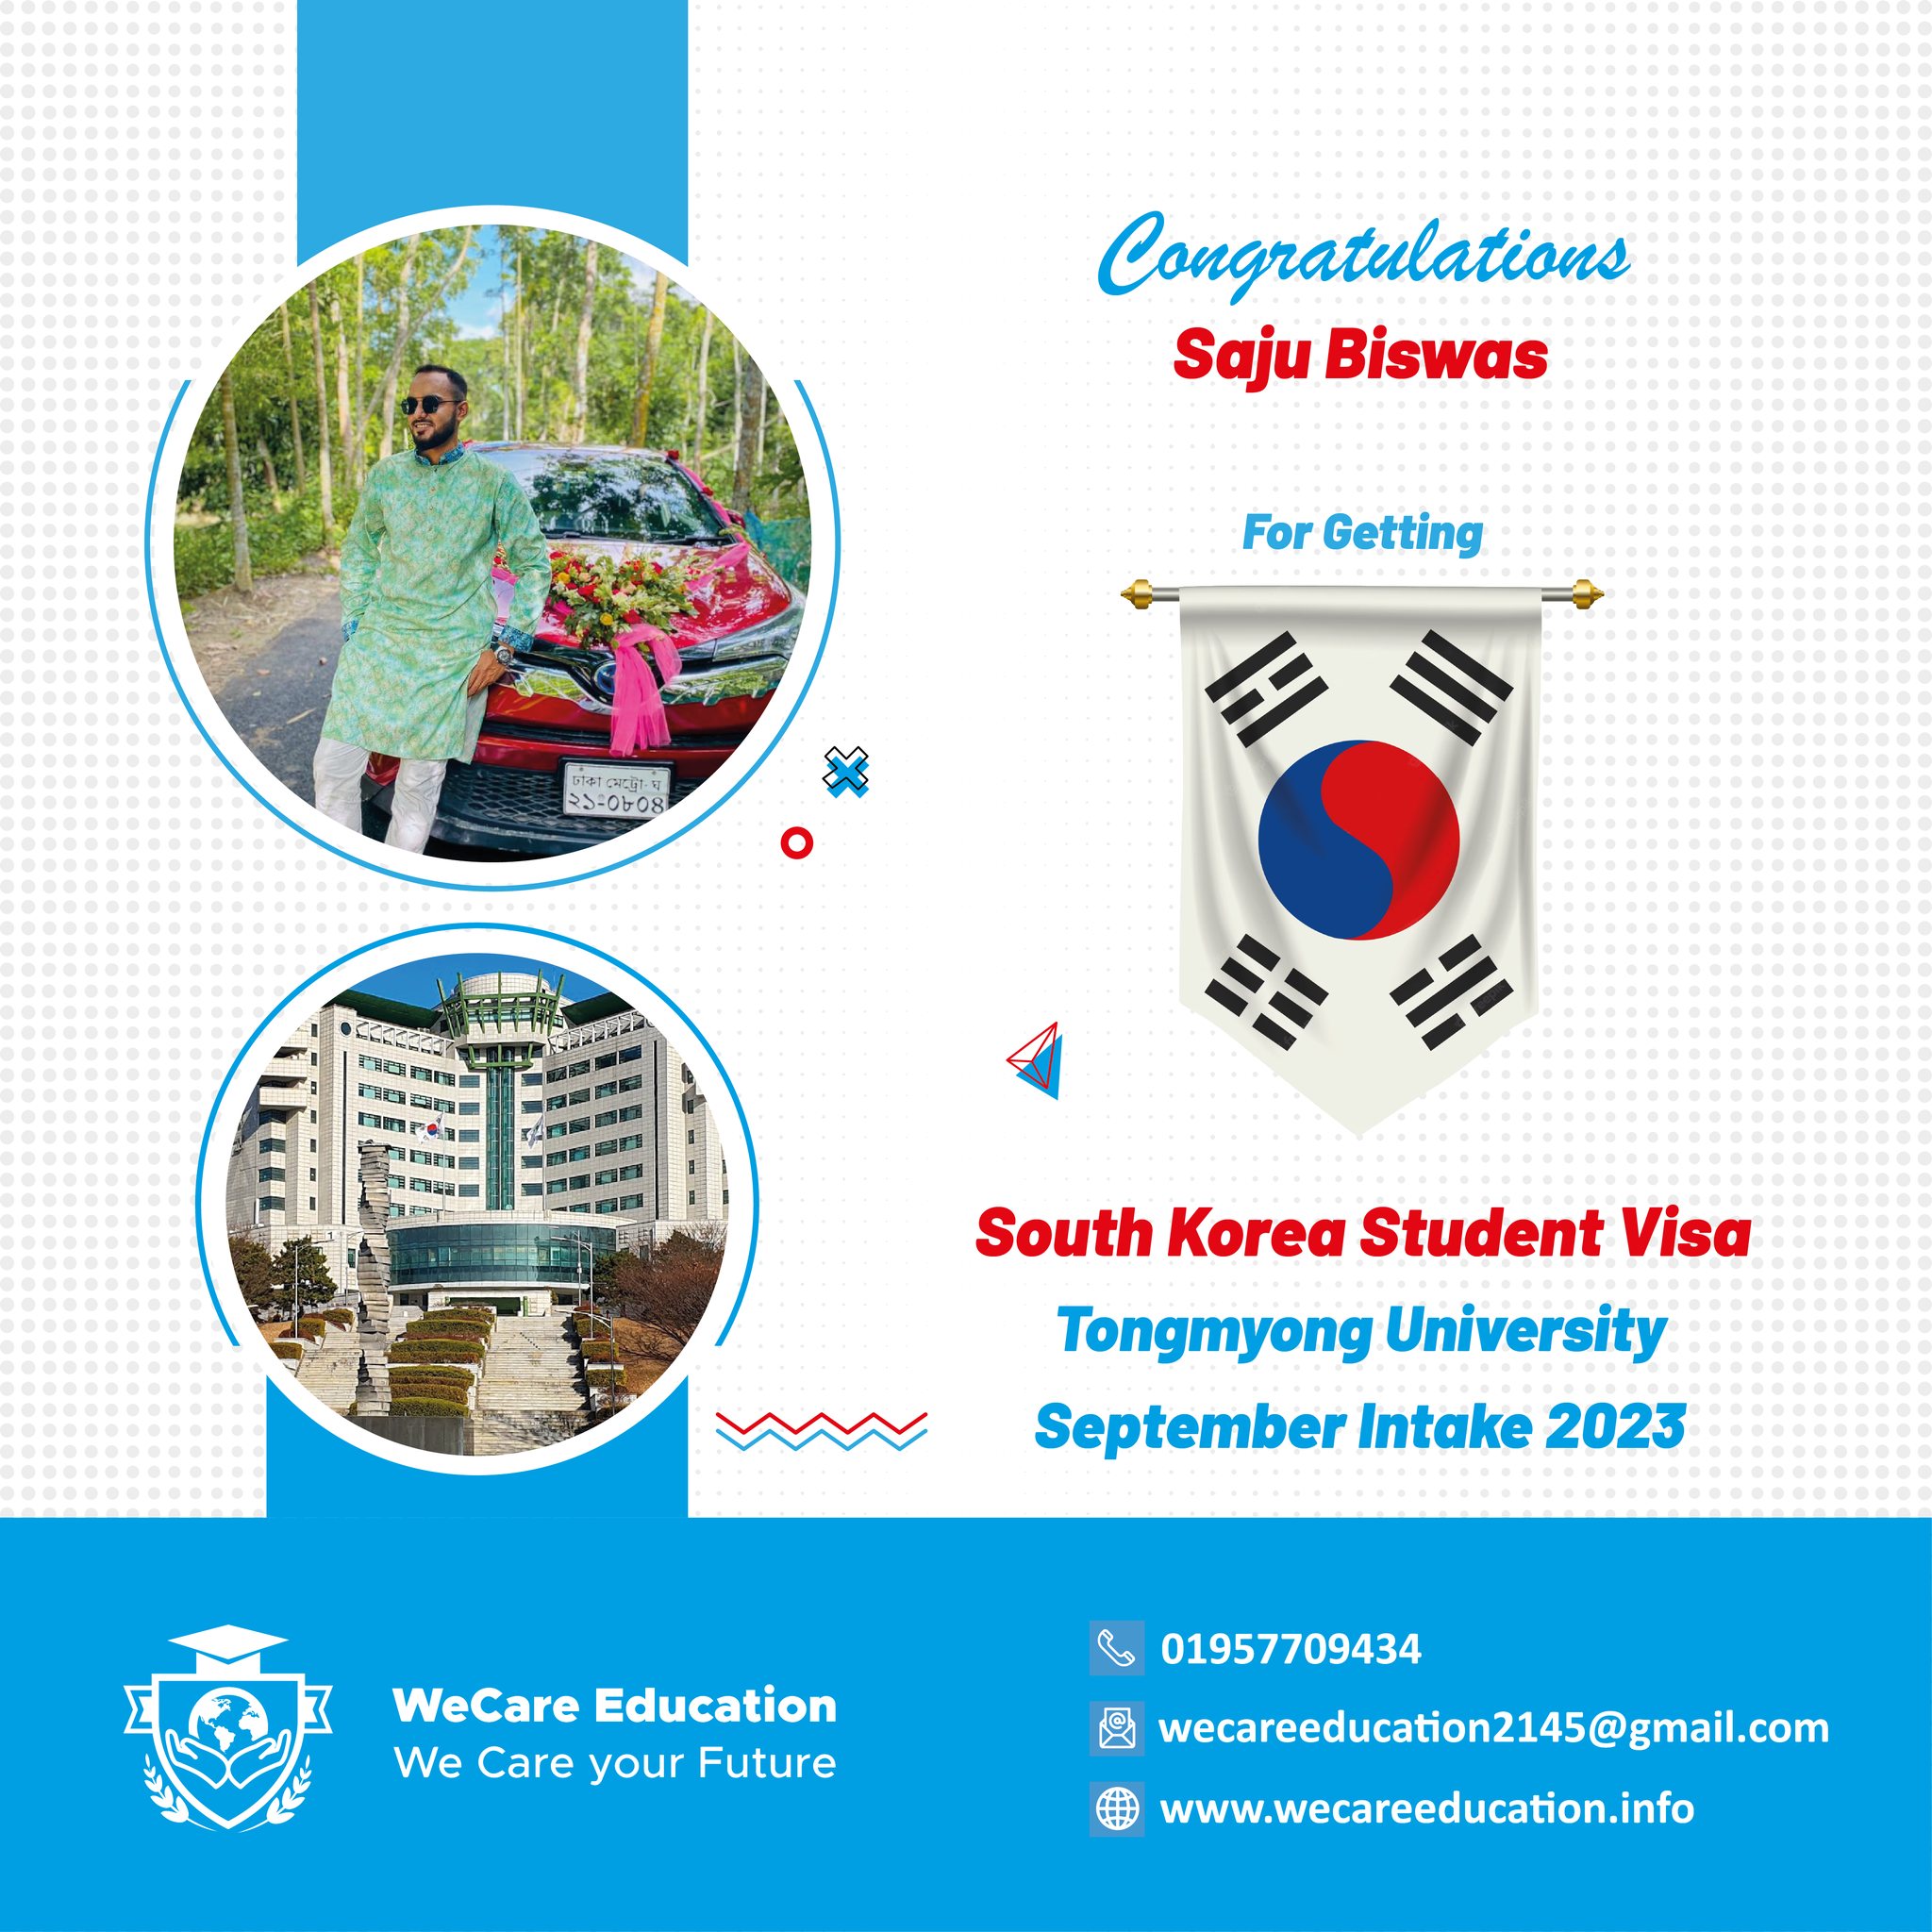 Congratulations
Saju Biswas
For Getting
ঢাকা মেট্রো-ঘ
২১-০৮০৪
South Korea Student Visa
Tongmyong University
September Intake 2023
WeCare Education
We Care your Future
01957709434
wecareeducation2145@gmail.com
www.wecareeducation.info